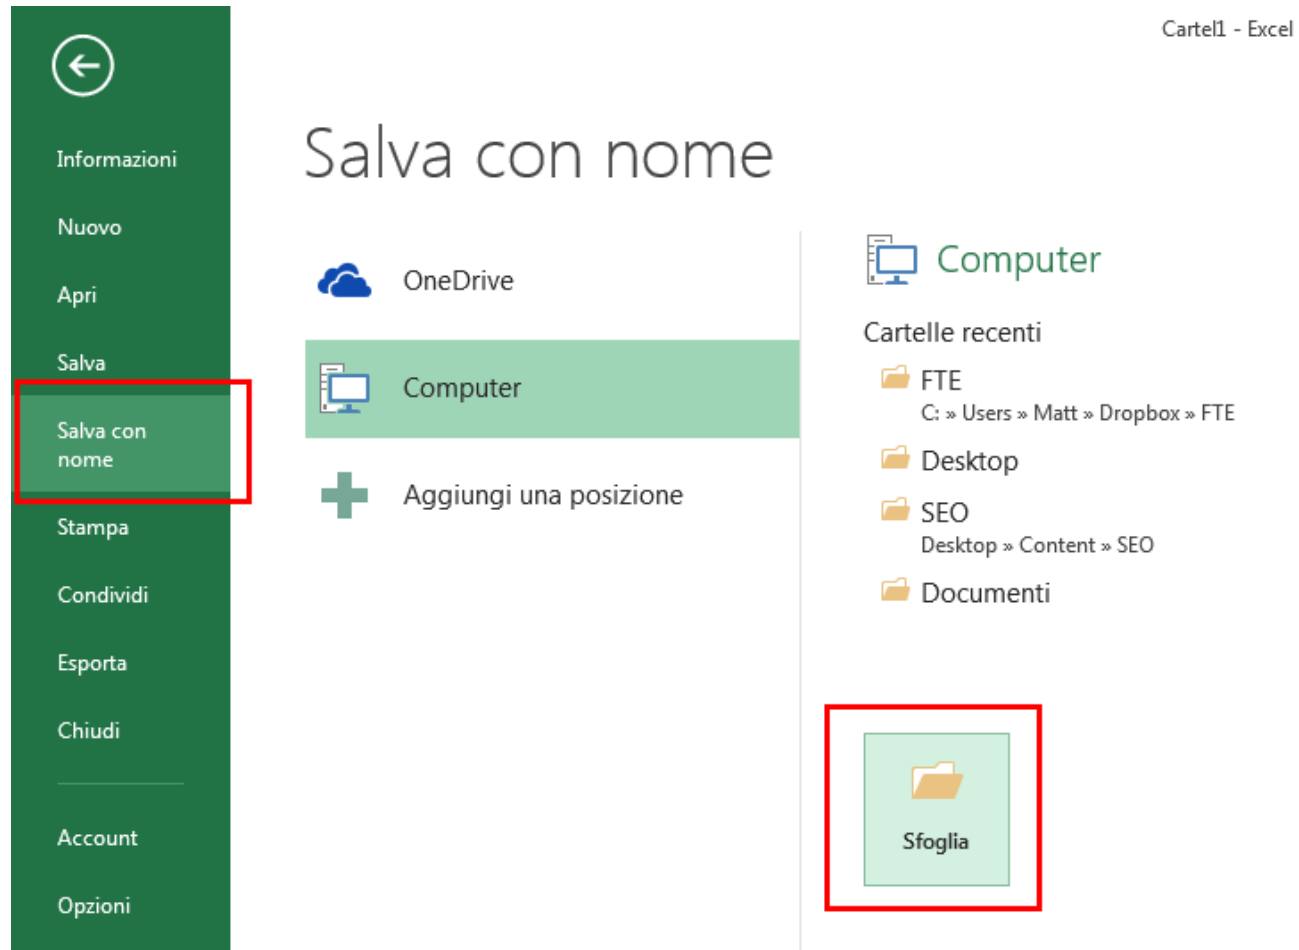 Cartel1 - Excel
Informazioni
Nuovo
Apri
Salva
Salva con
nome
Stampa
Condividi
Esporta
Chiudi
Account
Opzioni
Salva con nome
OneDrive
Computer
Aggiungi una posizione
Computer
Cartelle recenti
FTE
C: » Users » Matt » Dropbox » FTE
Desktop
SEO
Desktop » Content » SEO
Documenti
Sfoglia